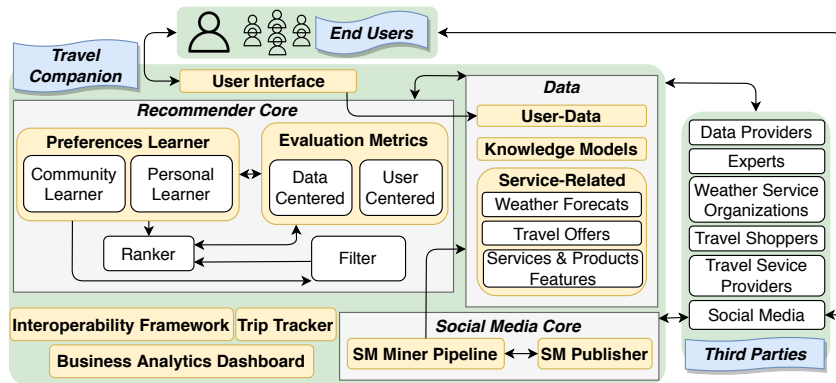 End Users
Travel
Companion
User Interface
Recommender Core
Preferences Learner
Community
Learner
Personal
Learner
Evaluation Metrics
Data
Centered
User
Centered
Ranker
Filter
Data
User-Data
Knowledge Models
Service-Related
Weather Forecats
Travel Offers
Services & Products
Features
Interoperability Framework
Trip Tracker
Business Analytics Dashboard
Social Media Core
SM Miner Pipeline
SM Publisher
Data Providers
Experts
Weather Service
Organizations
Travel Shoppers
Travel Sevice
Providers
Social Media
Third Parties